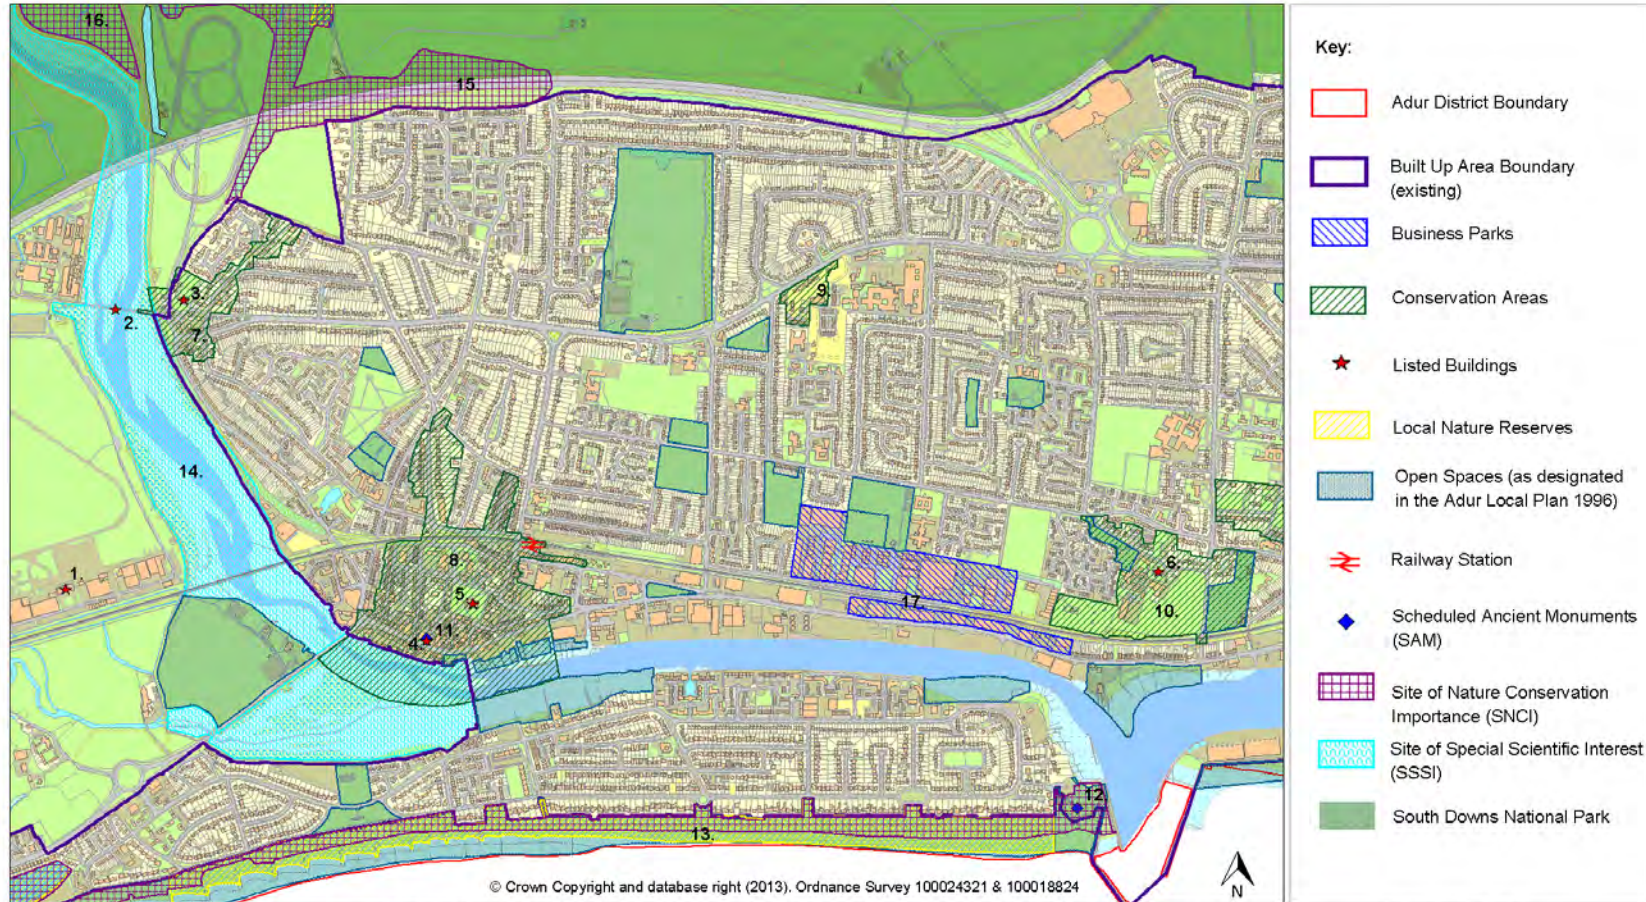 16.
15.
3.
2.
7.
9
14.
8
1.
5.
6.
17.
10.
11.
4.
12.
13.
© Crown Copyright and database right (2013). Ordnance Survey 100024321 & 100018824
N
Key:
Adur District Boundary
Built Up Area Boundary
(existing)
Business Parks
Conservation Areas
Listed Buildings
Local Nature Reserves
Open Spaces (as designated
in the Adur Local Plan 1996)
Railway Station
Scheduled Ancient Monuments
(SAM)
Site of Nature Conservation
Importance (SNCI)
Site of Special Scientific Interest
(SSSI)
South Downs National Park